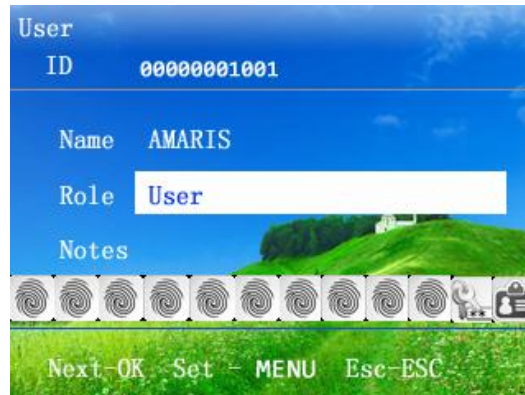 User
ID 00000001001
Name AMARIS
Role User
Notes
Next-OK Set - MENU Esc-ESC